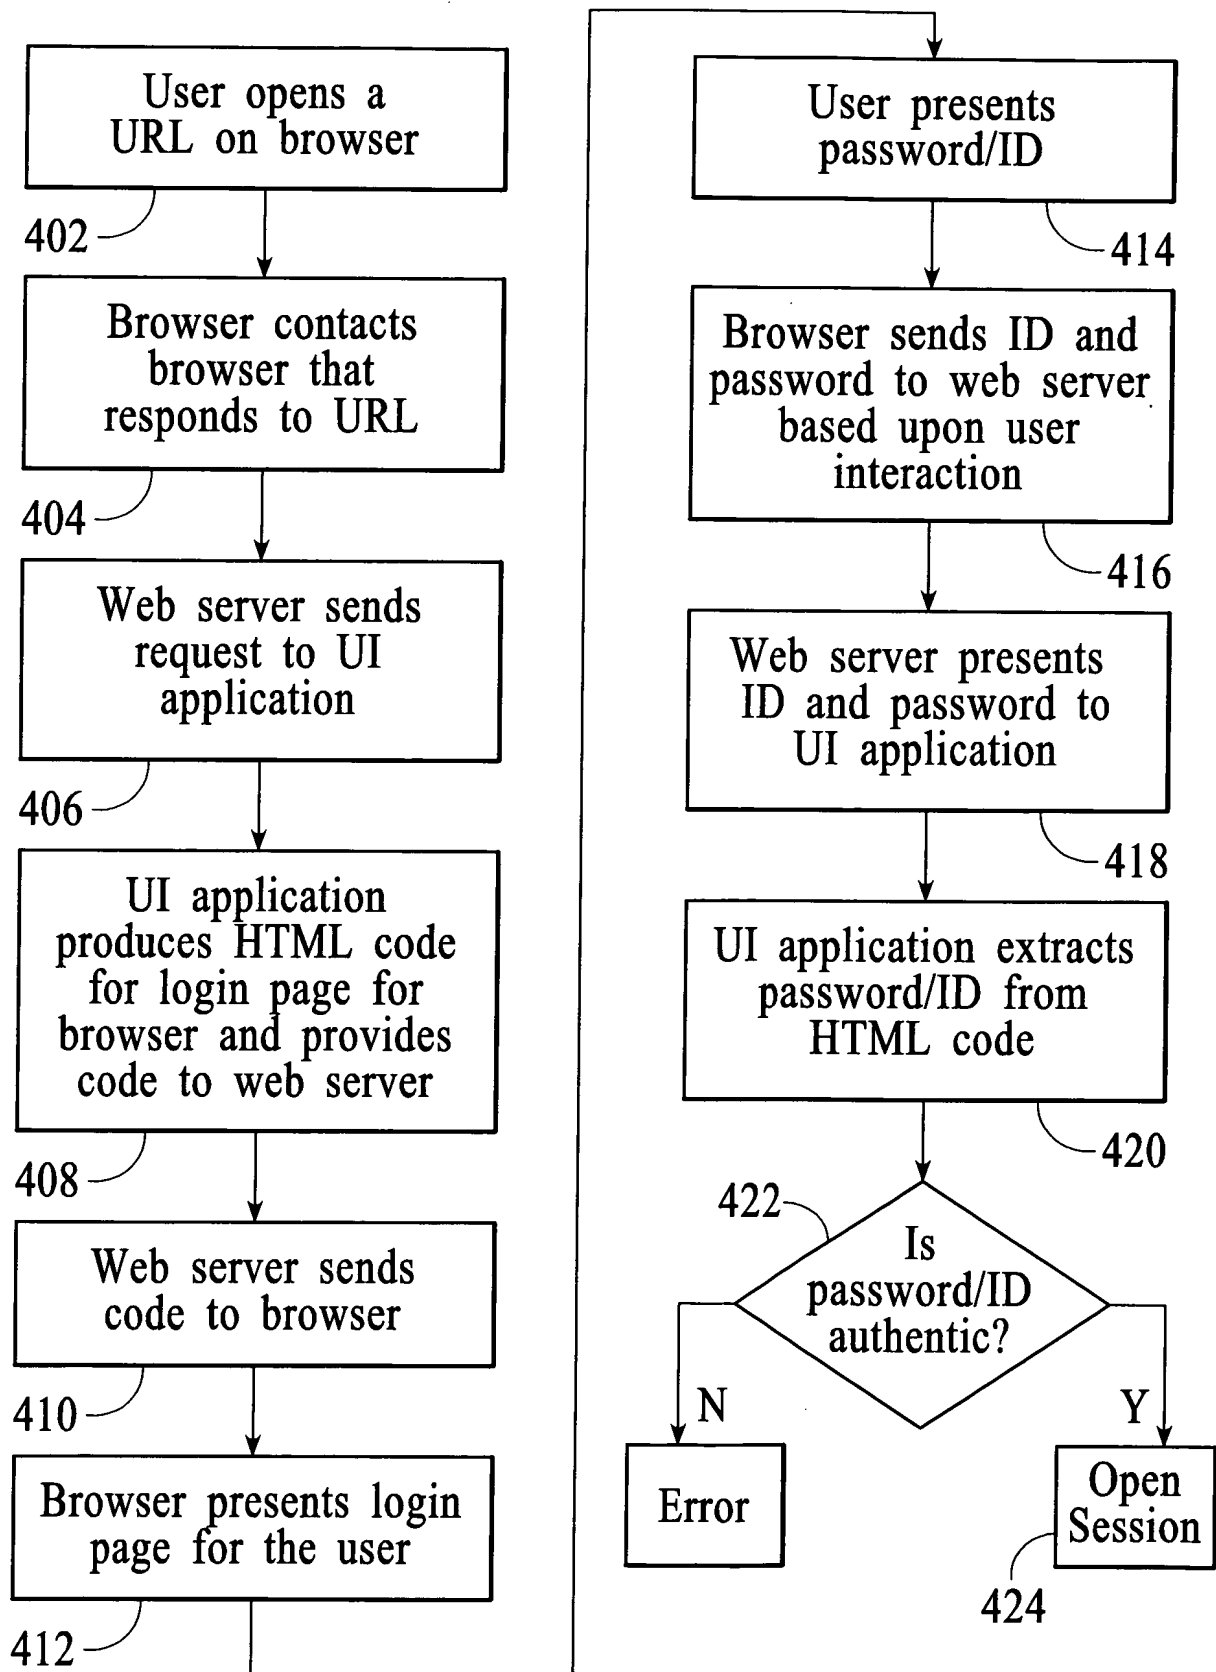 User opens a
URL on browser
402
Browser contacts
browser that
responds to URL
404
Web server sends
request to UI
application
406
UI application
produces HTML code
for login page for
browser and provides
code to web server
408
Web server sends
code to browser
410
Browser presents login
page for the user
412
User presents
password/ID
414
Browser sends ID and
password to web server
based upon user
interaction
416
Web server presents
ID and password to
UI application
418
UI application extracts
password/ID from
HTML code
420
422
Is
password/ID
authentic?
N
Y
Error
Open
Session
424